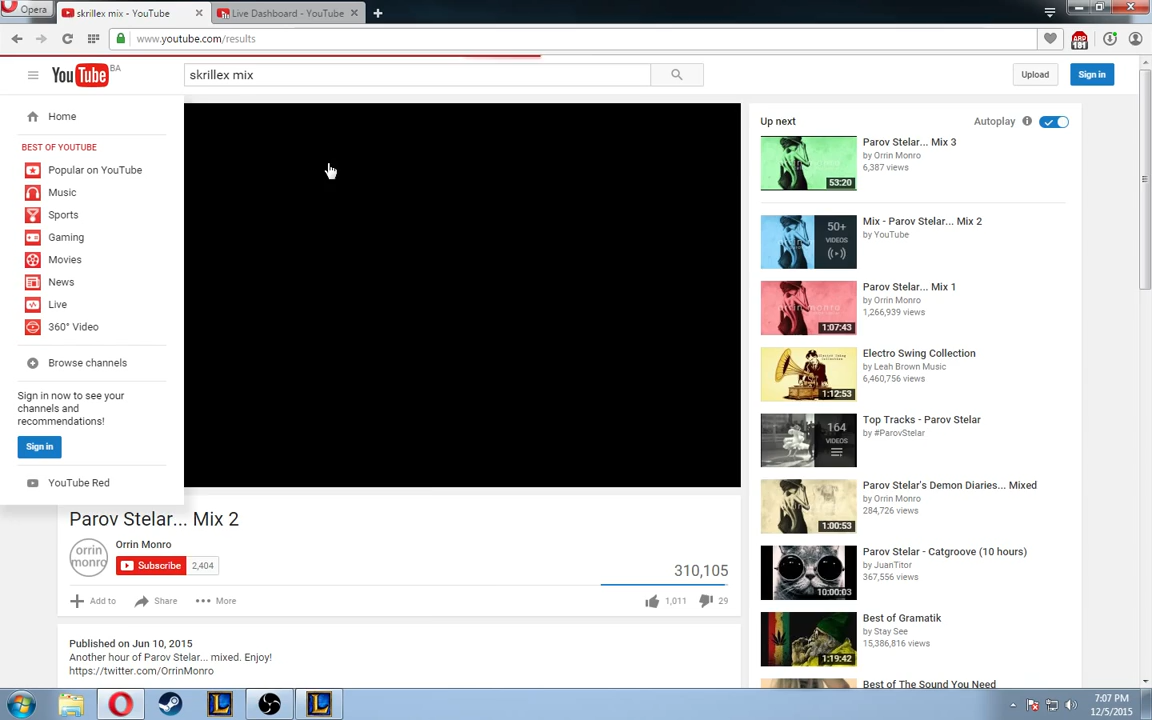 Opera
skrillex mix - YouTube
Live Dashboard - YouTube
www.youtube.com/results
ARP
181
YouTube BA
skrillex mix
Upload
Sign in
Home
BEST OF YOUTUBE
Popular on YouTube
Music
Sports
Gaming
Movies
News
Live
360° Video
Browse channels
Sign in now to see your
channels and
recommendations!
Sign in
YouTube Red
Parov Stelar... Mix 2
orrin
monro
Orrin Monro
Subscribe 2,404
310,105
Add to
Share
More
1,011
29
Published on Jun 10, 2015
Another hour of Parov Stelar... mixed. Enjoy!
https://twitter.com/OrrinMonro
Up next
Autoplay
53:20
Parov Stelar... Mix 3
by Orrin Monro
6,387 views
50+
VIDEOS
Mix - Parov Stelar... Mix 2
by YouTube
1:07:43
Parov Stelar... Mix 1
by Orrin Monro
1,266,939 views
1:12:53
Electro Swing Collection
by Leah Brown Music
6,460,756 views
164
VIDEOS
Top Tracks - Parov Stelar
by #ParovStelar
1:00:53
Parov Stelar's Demon Diaries... Mixed
by Orrin Monro
284,726 views
10:00:03
Parov Stelar - Catgroove (10 hours)
by JuanTitor
367,556 views
1:19:42
Best of Gramatik
by Stay See
15,386,816 views
Best of The Sound You Need
7:07 PM
12/5/2015